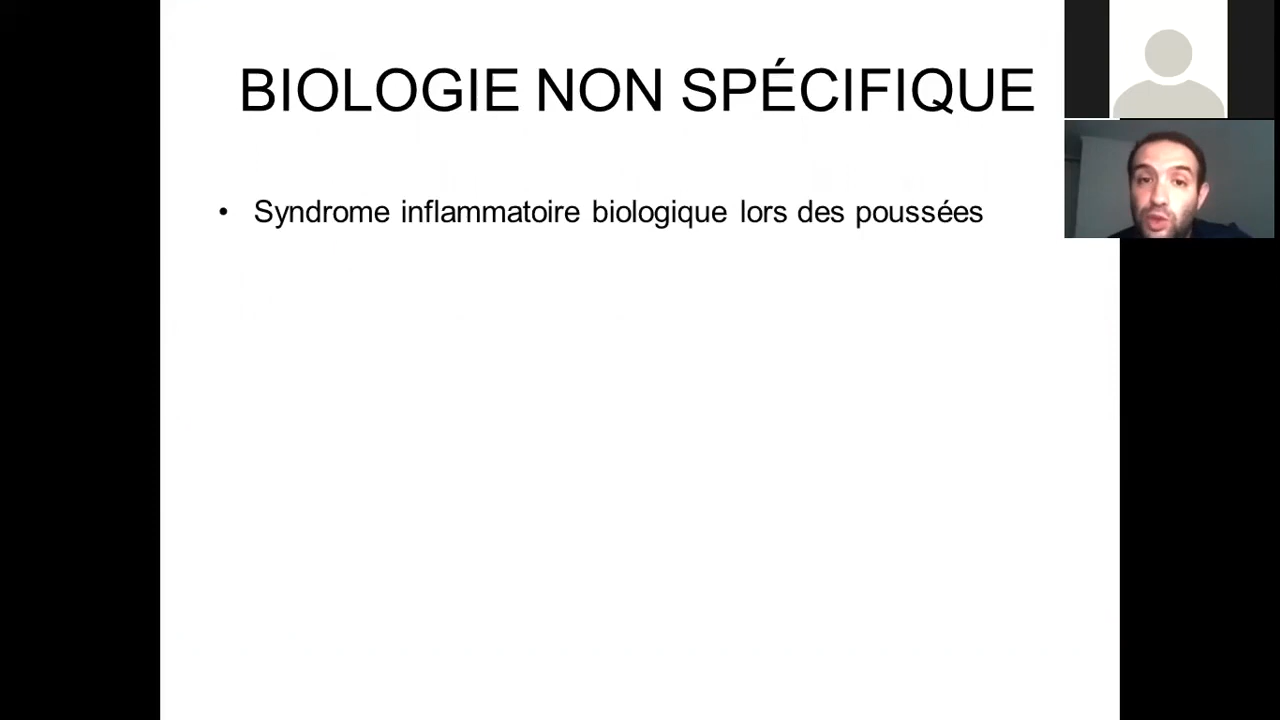 BIOLOGIE NON SPÉCIFIQUE
• Syndrome inflammatoire biologique lors des poussées